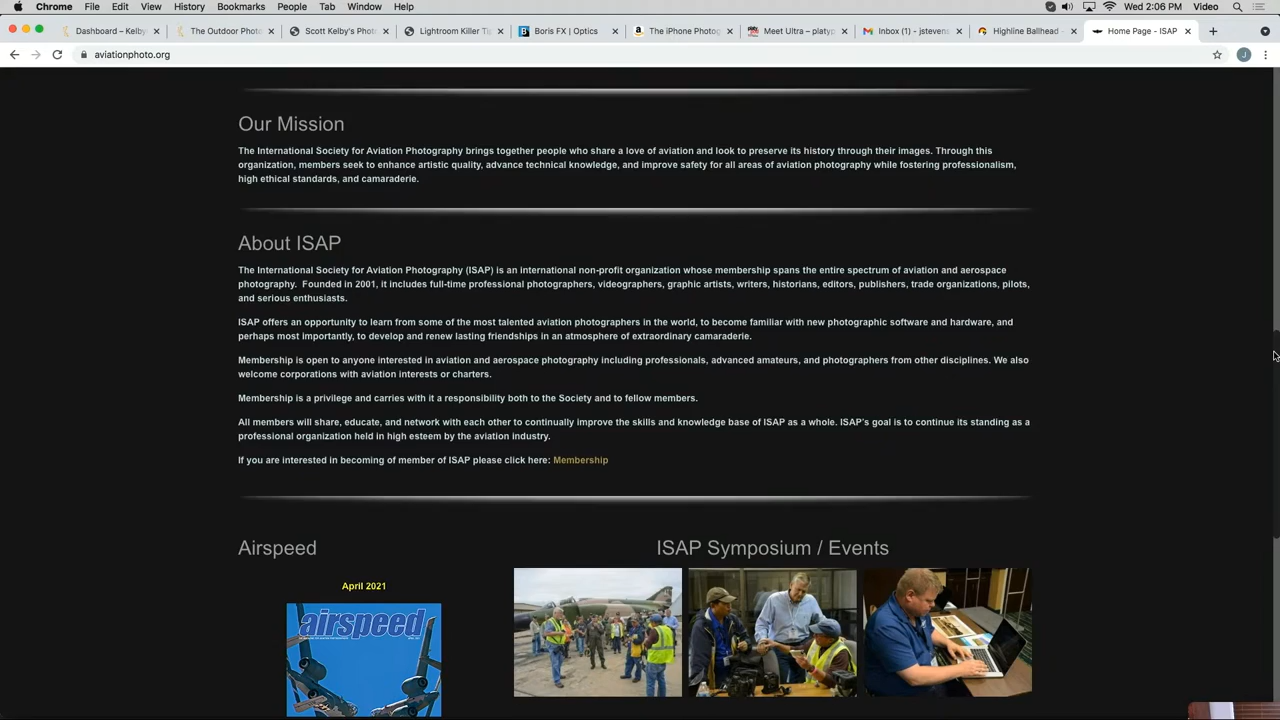 Chrome File Edit View History Bookmarks People Tab Window Help Wed 2:06 PM Video
Dashboard – Kelby The Outdoor Photo Scott Kelby's Phot Lightroom Killer Ti Boris FX | Optics The iPhone Photog Meet Ultra – platyp Inbox (1) - jsteven Highline Ballhead Home Page - ISAP
aviationphoto.org J
Our Mission
The International Society for Aviation Photography brings together people who share a love of aviation and look to preserve its history through their images. Through this
organization, members seek to enhance artistic quality, advance technical knowledge, and improve safety for all areas of aviation photography while fostering professionalism,
high ethical standards, and camaraderie.
About ISAP
The International Society for Aviation Photography (ISAP) is an international non-profit organization whose membership spans the entire spectrum of aviation and aerospace
photography. Founded in 2001, it includes full-time professional photographers, videographers, graphic artists, writers, historians, editors, publishers, trade organizations, pilots,
and serious enthusiasts.
ISAP offers an opportunity to learn from some of the most talented aviation photographers in the world, to become familiar with new photographic software and hardware, and
perhaps most importantly, to develop and renew lasting friendships in an atmosphere of extraordinary camaraderie.
Membership is open to anyone interested in aviation and aerospace photography including professionals, advanced amateurs, and photographers from other disciplines. We also
welcome corporations with aviation interests or charters.
Membership is a privilege and carries with it a responsibility both to the Society and to fellow members.
All members will share, educate, and network with each other to continually improve the skills and knowledge base of ISAP as a whole. ISAP's goal is to continue its standing as a
professional organization held in high esteem by the aviation industry.
If you are interested in becoming of member of ISAP please click here: Membership
Airspeed
ISAP Symposium / Events
April 2021
airspeed